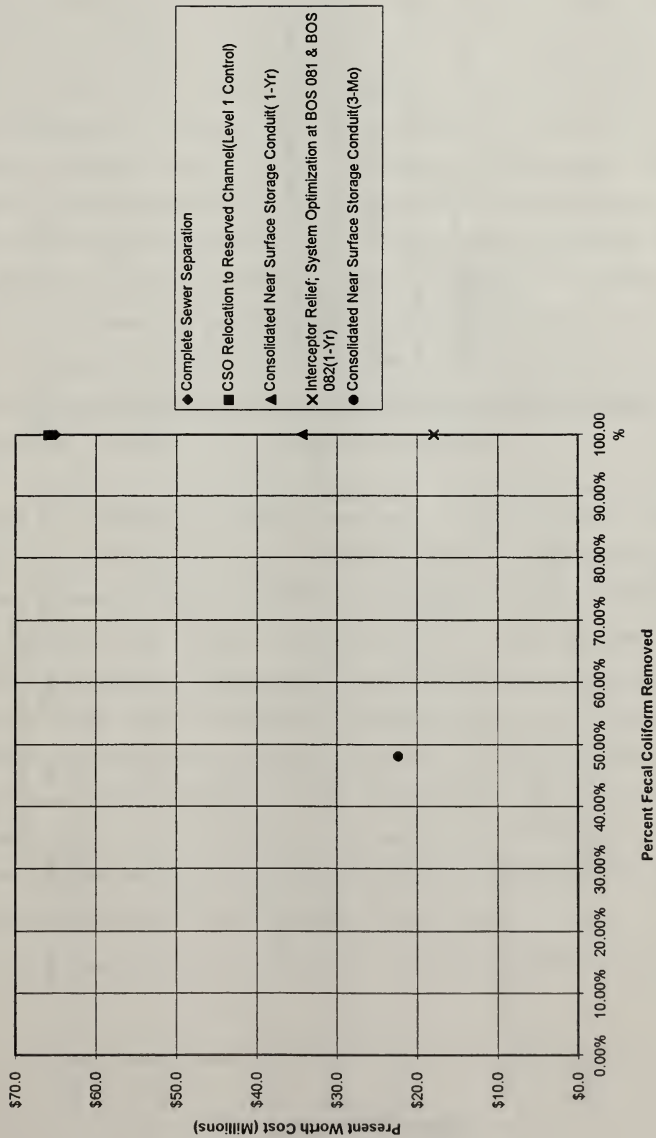 $70.0
$60.0
$50.0
$40.0
$30.0
$20.0
$10.0
$0.0
Present Worth Cost (Millions)
0.00%
10.00%
20.00%
30.00%
40.00%
50.00%
60.00%
70.00%
80.00%
90.00%
100.00
%
Percent Fecal Coliform Removed
Complete Sewer Separation
CSO Relocation to Reserved Channel(Level 1 Control)
Consolidated Near Surface Storage Conduit( 1-Yr)
Interceptor Relief; System Optimization at BOS 081 & BOS
082(1-Yr)
Consolidated Near Surface Storage Conduit(3-Mo)